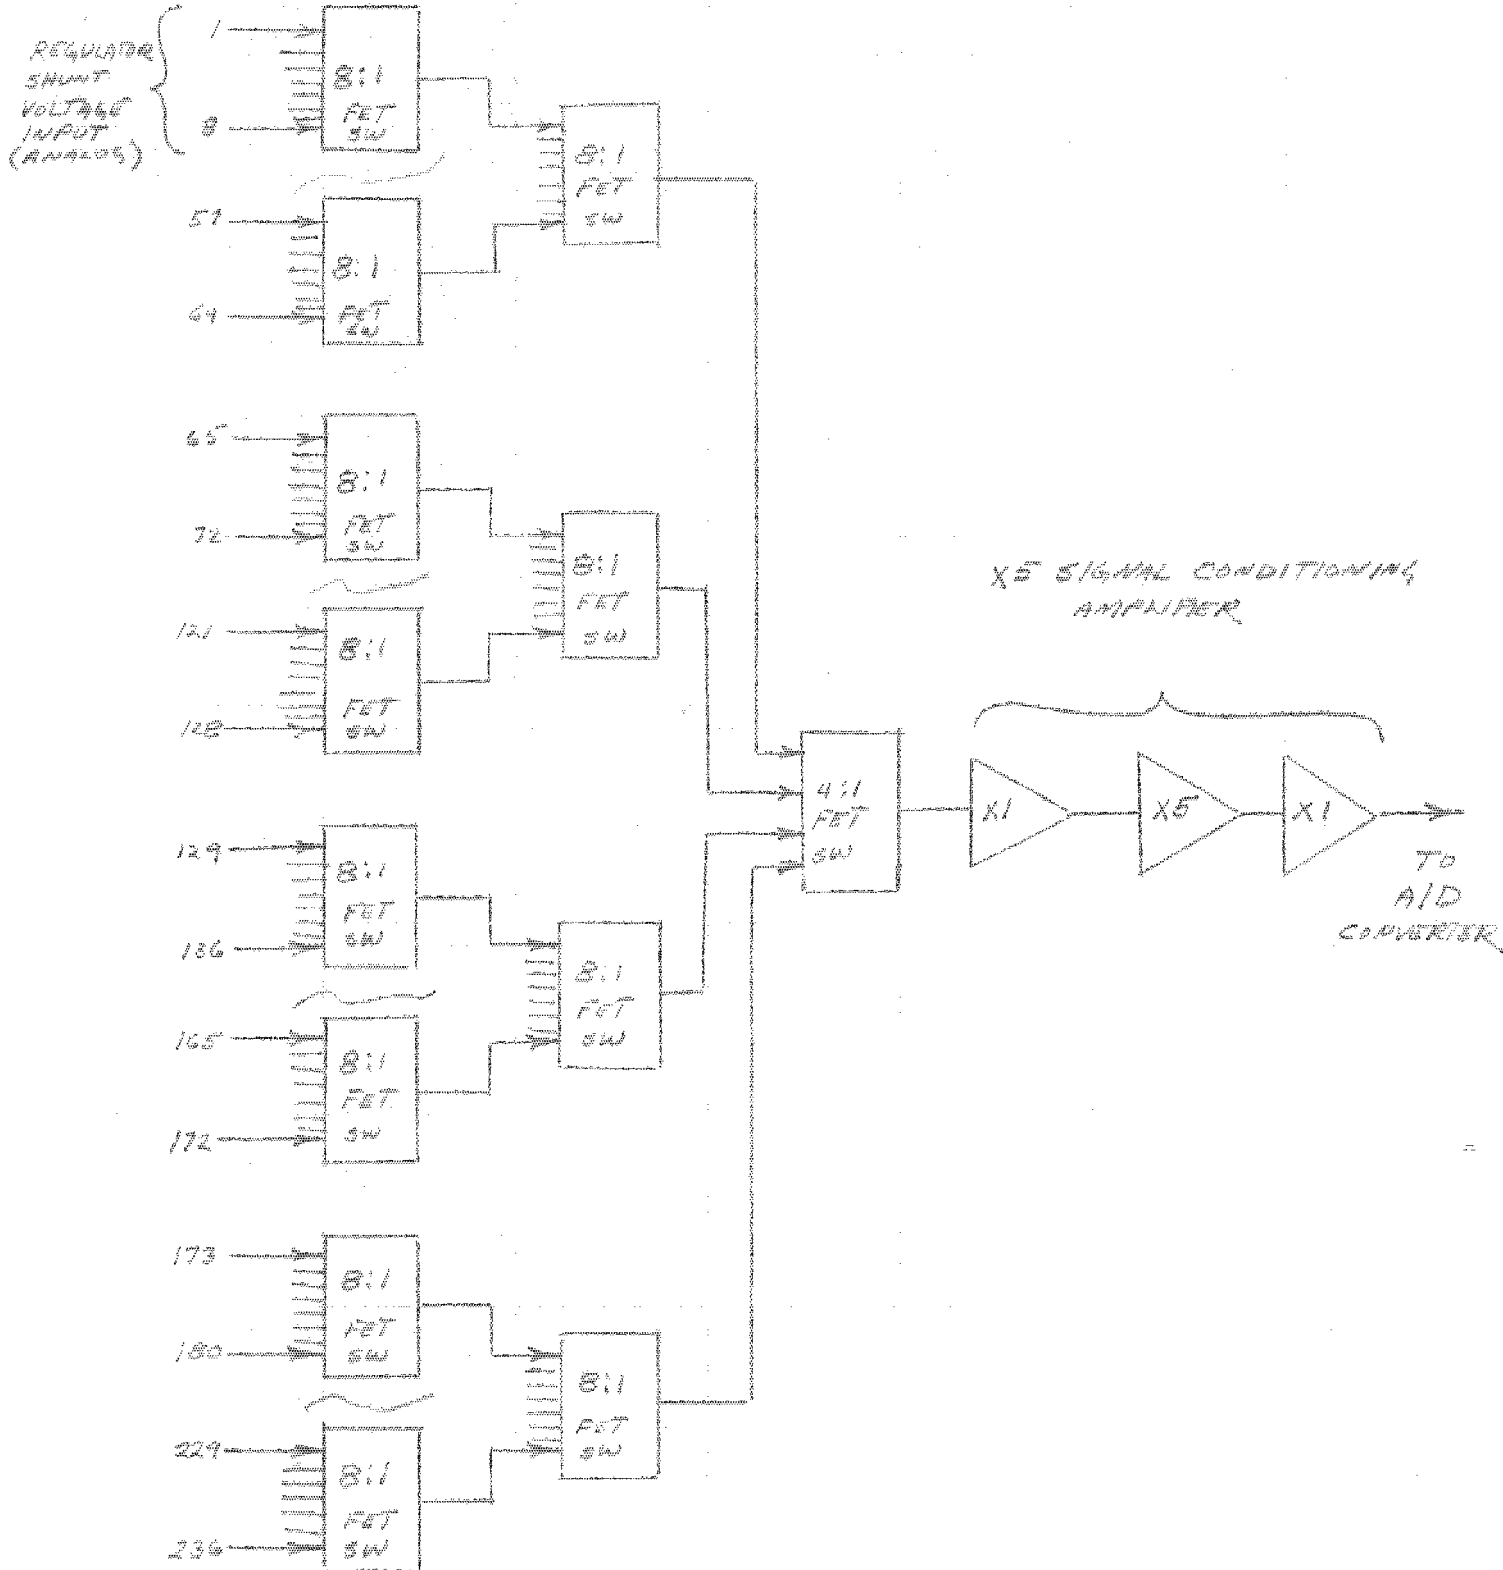 REGULATOR
SHUNT
VOLTAGE
INPUT
(ANALOG)
1
8
8:1
FET
SW
57
64
8:1
FET
SW
8:1
FET
SW
65
72
8:1
FET
SW
121
128
8:1
FET
SW
8:1
FET
SW
129
136
8:1
FET
SW
165
172
8:1
FET
SW
8:1
FET
SW
173
180
8:1
FET
SW
229
236
8:1
FET
SW
8:1
FET
SW
4:1
FET
SW
X5 SIGNAL CONDITIONING
AMPLIFIER
X1
X5
X1
TO
A/D
CONVERTER